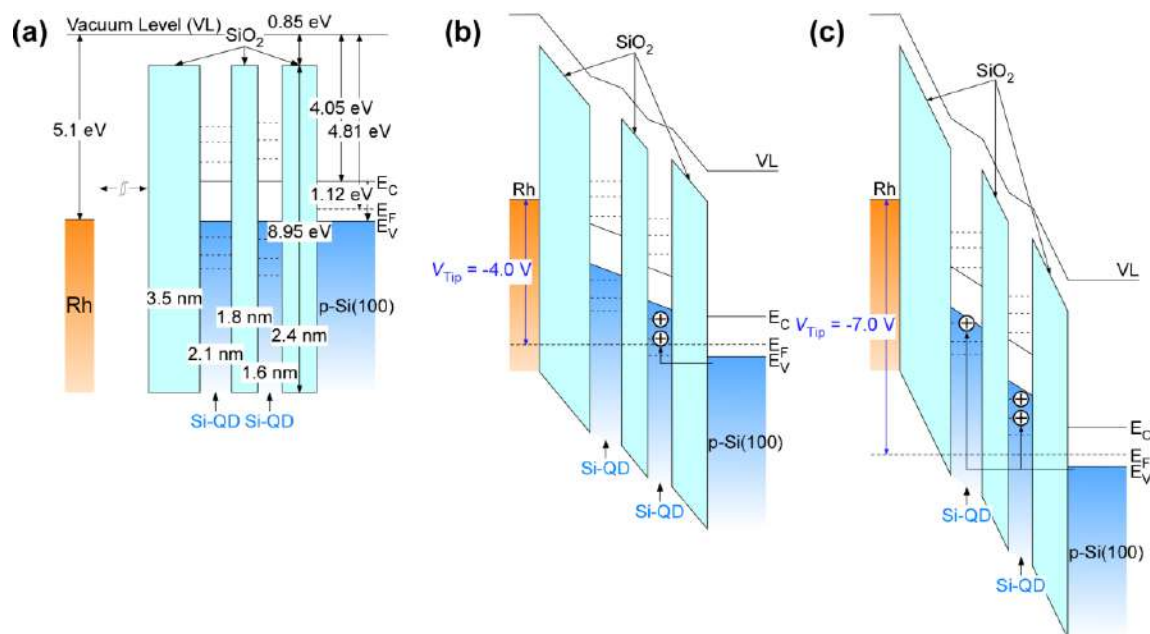 (a)
Vacuum Level (VL)
0.85 eV
SiO2
5.1 eV
4.05 eV
4.81 eV
EC
1.12 eV
EF
EV
8.95 eV
Rh
3.5 nm
p-Si(100)
1.8 nm
2.4 nm
2.1 nm
1.6 nm
Si-QD
Si-QD
(b)
SiO2
VL
Rh
VTip = -4.0 V
EC
EF
EV
p-Si(100)
Si-QD
Si-QD
(c)
SiO2
Rh
VL
VTip = -7.0 V
EC
EF
EV
Si-QD
p-Si(100)
Si-QD